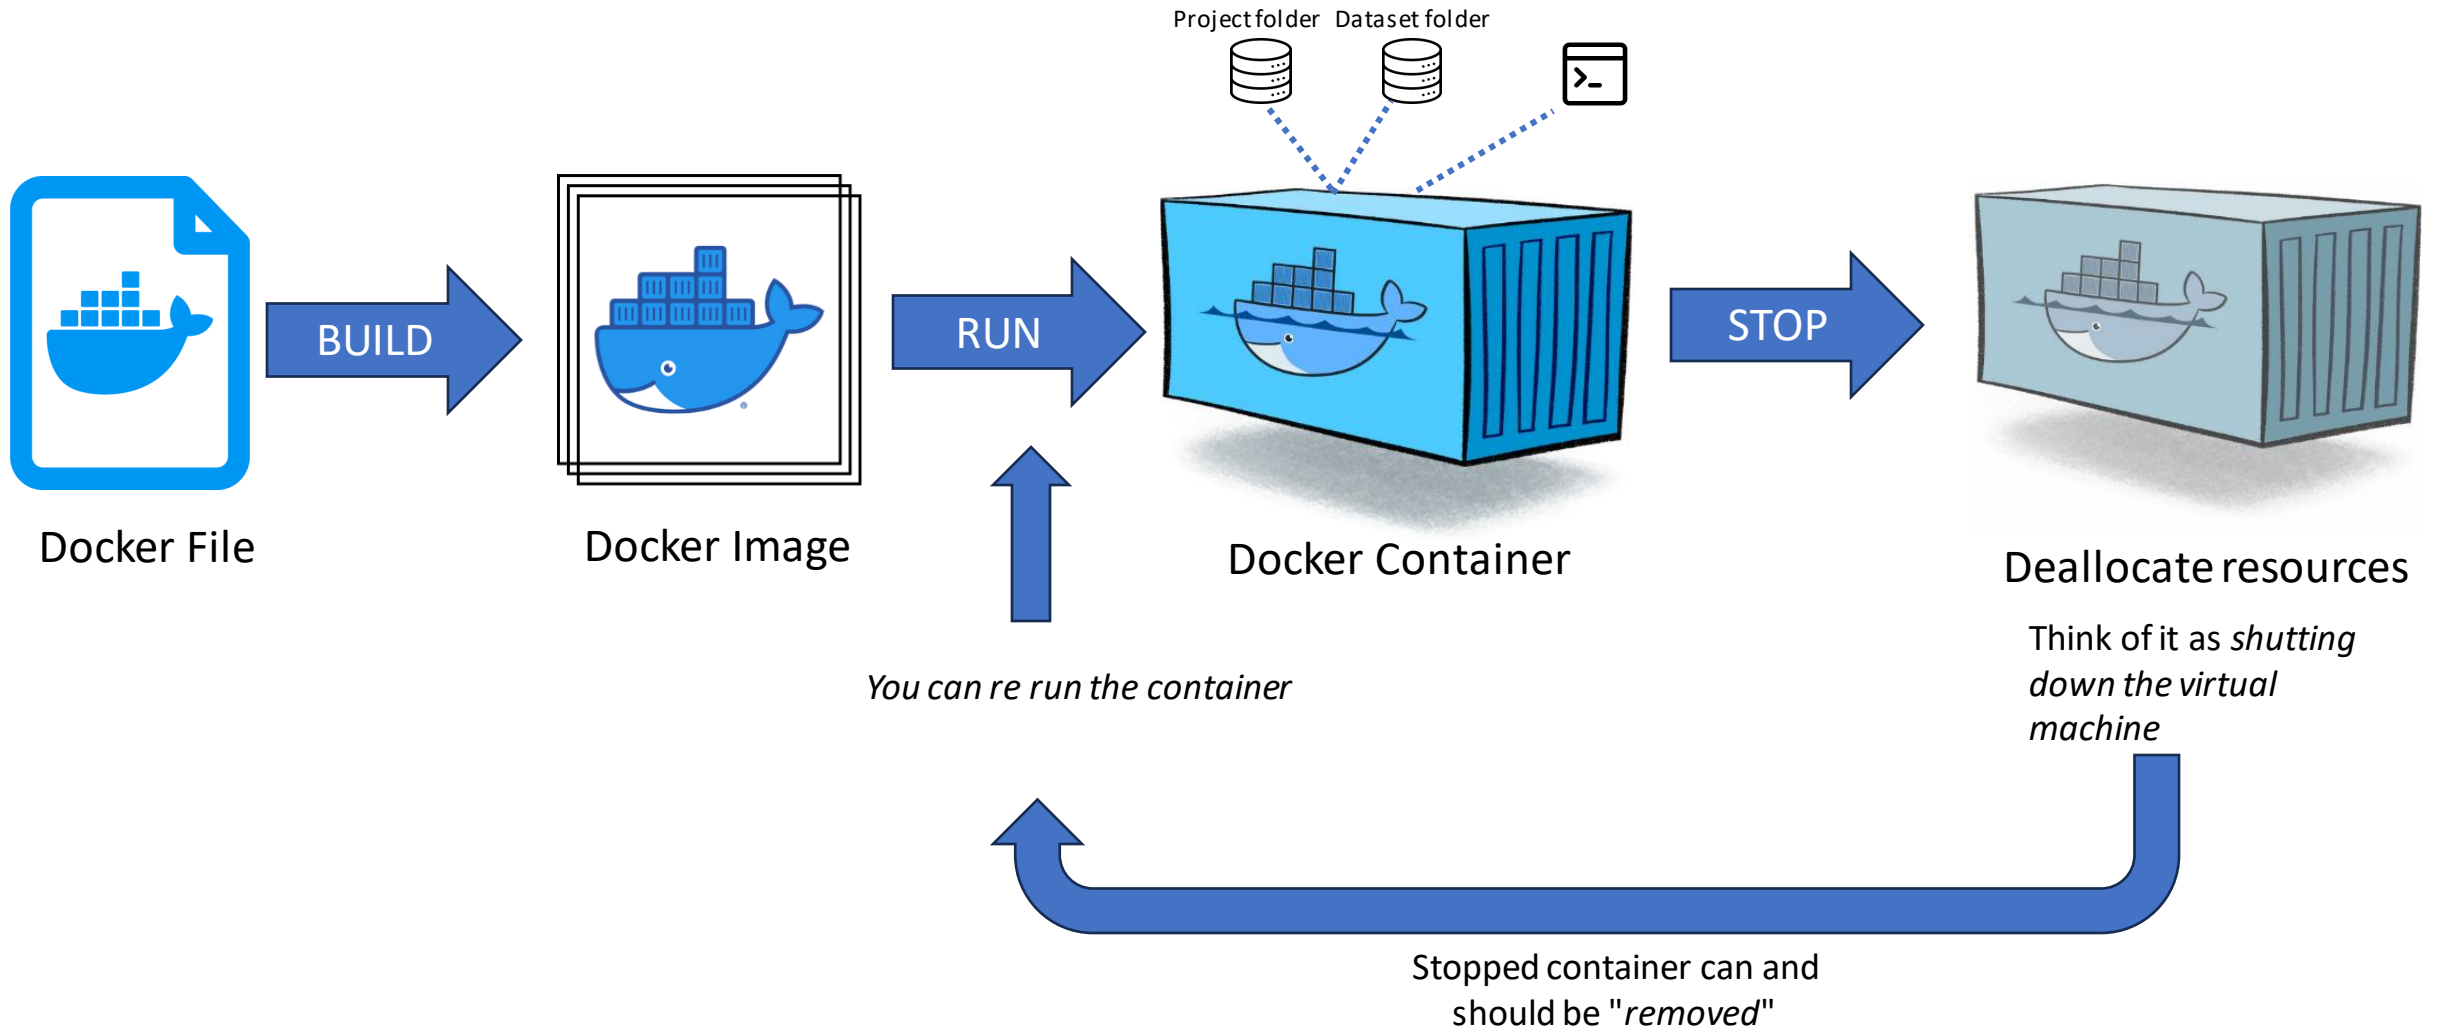 Project folder
Dataset folder
BUILD
RUN
STOP
Docker File
Docker Image
Docker Container
Deallocate resources
Think of it as shutting
down the virtual
machine
You can re run the container
Stopped container can and
should be "removed"